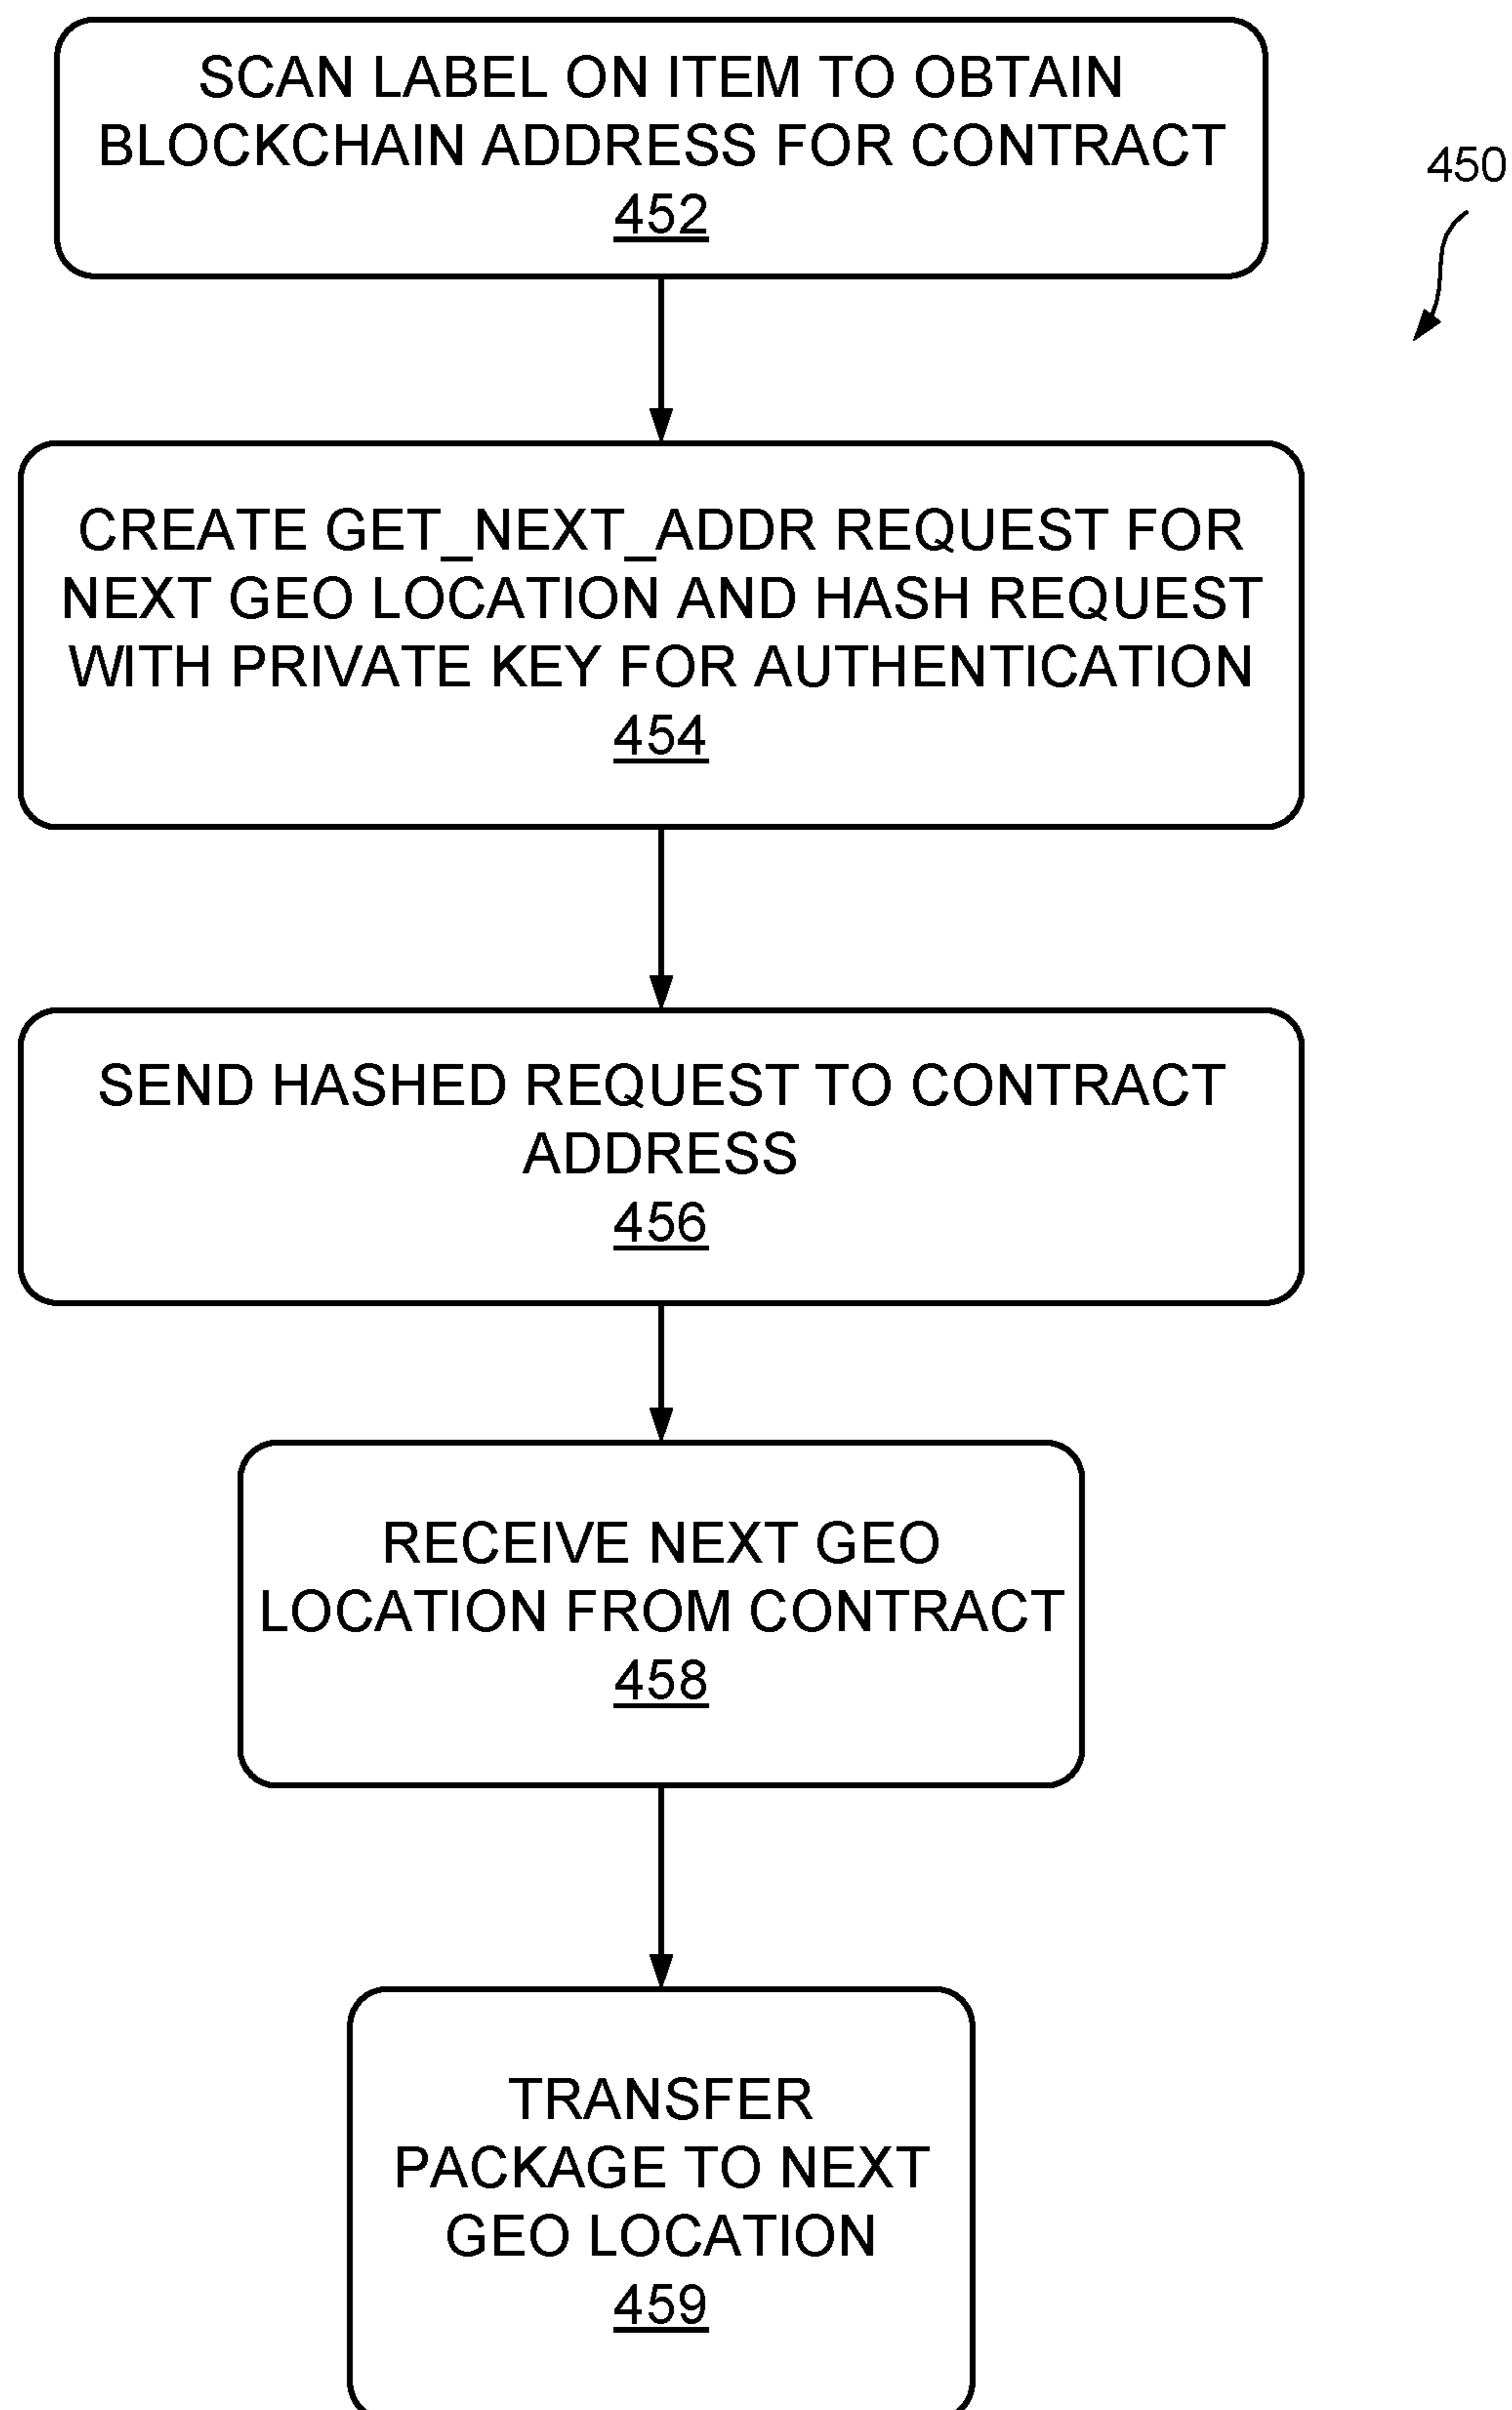 SCAN LABEL ON ITEM TO OBTAIN
BLOCKCHAIN ADDRESS FOR CONTRACT
452
450
CREATE GET_NEXT_ADDR REQUEST FOR
NEXT GEO LOCATION AND HASH REQUEST
WITH PRIVATE KEY FOR AUTHENTICATION
454
SEND HASHED REQUEST TO CONTRACT
ADDRESS
456
RECEIVE NEXT GEO
LOCATION FROM CONTRACT
458
TRANSFER
PACKAGE TO NEXT
GEO LOCATION
459